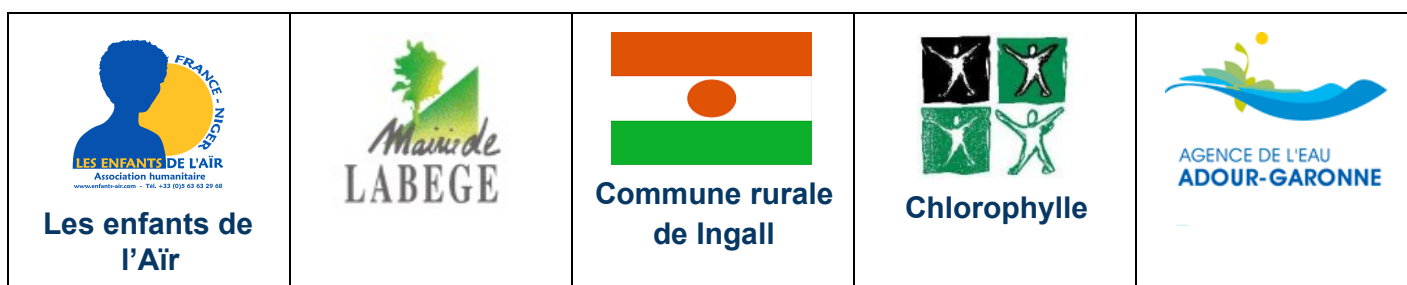 FRANCE - NIGER
LES ENFANTS DE L'AÏR
Association humanitaire
www.enfants-air.com - Tél. +33 (0)5 63 63 29 68
Les enfants de
l’Aïr
Mairie de
LABEGE
Commune rurale
de Ingall
Chlorophylle
AGENCE DE L'EAU
ADOUR-GARONNE